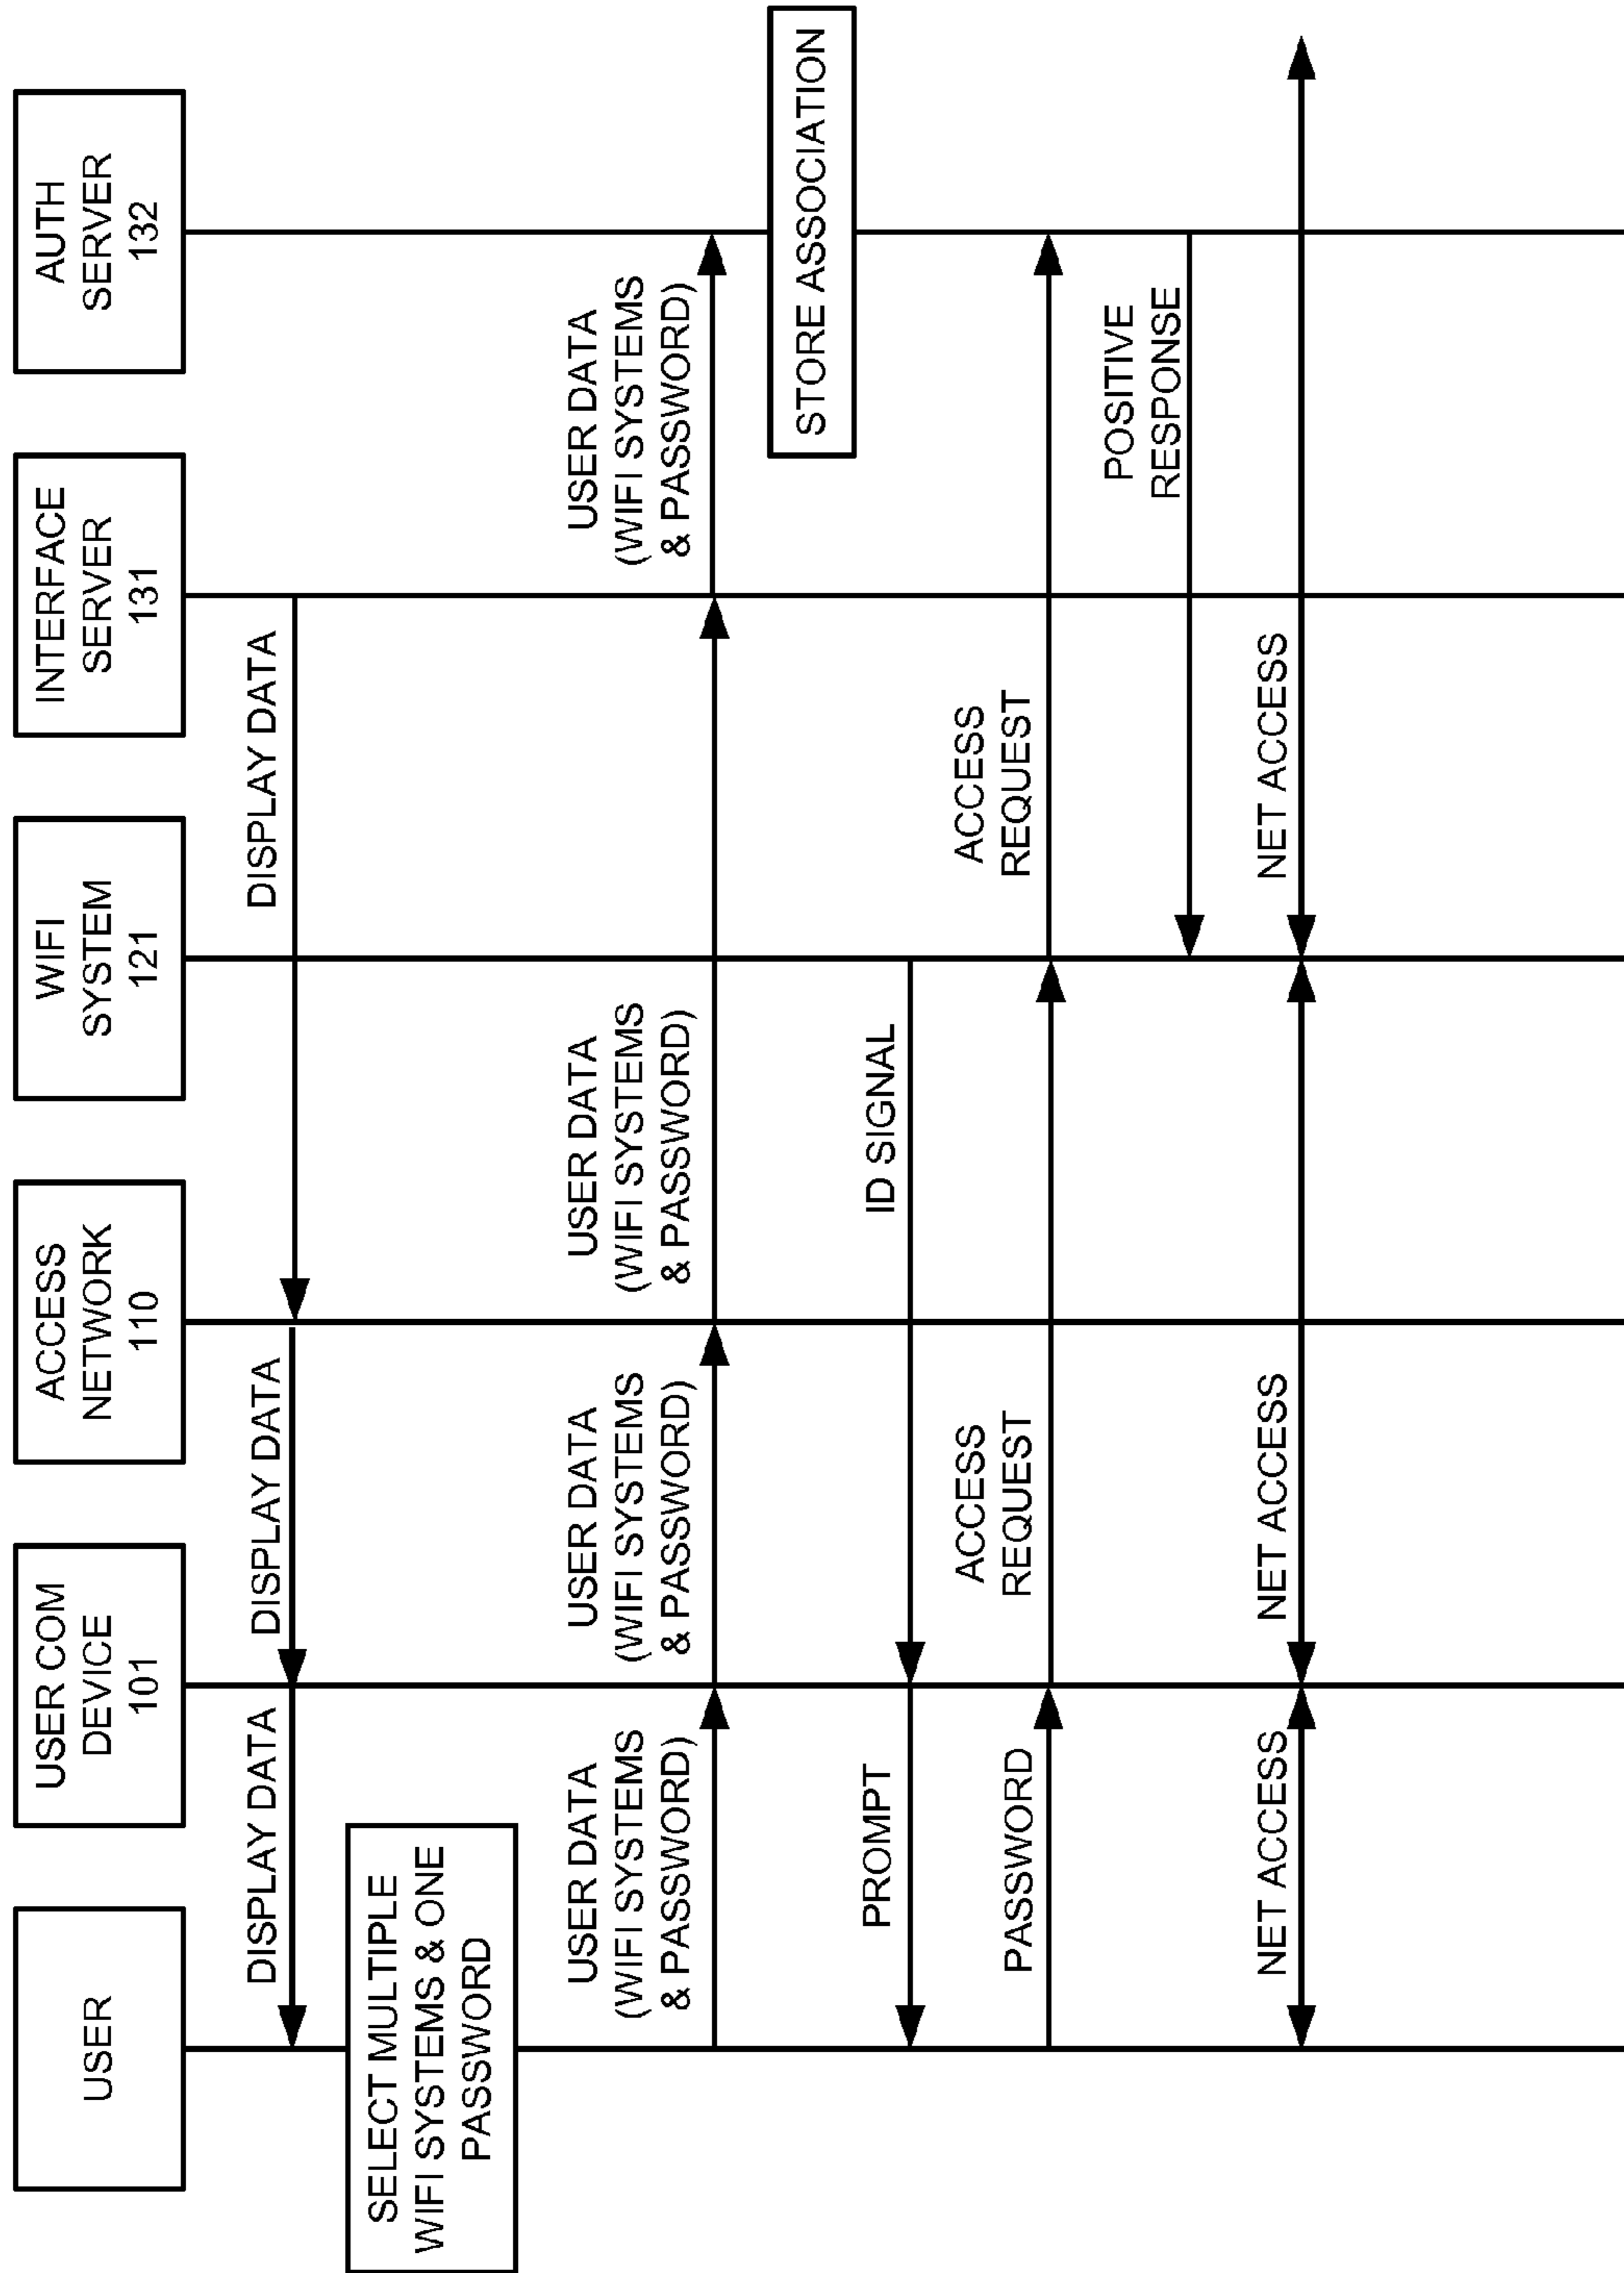 USER
USER COM
DEVICE
101
ACCESS
NETWORK
110
WIFI
SYSTEM
121
INTERFACE
SERVER
131
AUTH
SERVER
132
DISPLAY DATA
DISPLAY DATA
DISPLAY DATA
SELECT MULTIPLE
WIFI SYSTEMS & ONE
PASSWORD
USER DATA
(WIFI SYSTEMS
& PASSWORD)
USER DATA
(WIFI SYSTEMS
& PASSWORD)
USER DATA
(WIFI SYSTEMS
& PASSWORD)
USER DATA
(WIFI SYSTEMS
& PASSWORD)
STORE ASSOCIATION
PROMPT
ID SIGNAL
PASSWORD
ACCESS
REQUEST
ACCESS
REQUEST
POSITIVE
RESPONSE
NET ACCESS
NET ACCESS
NET ACCESS